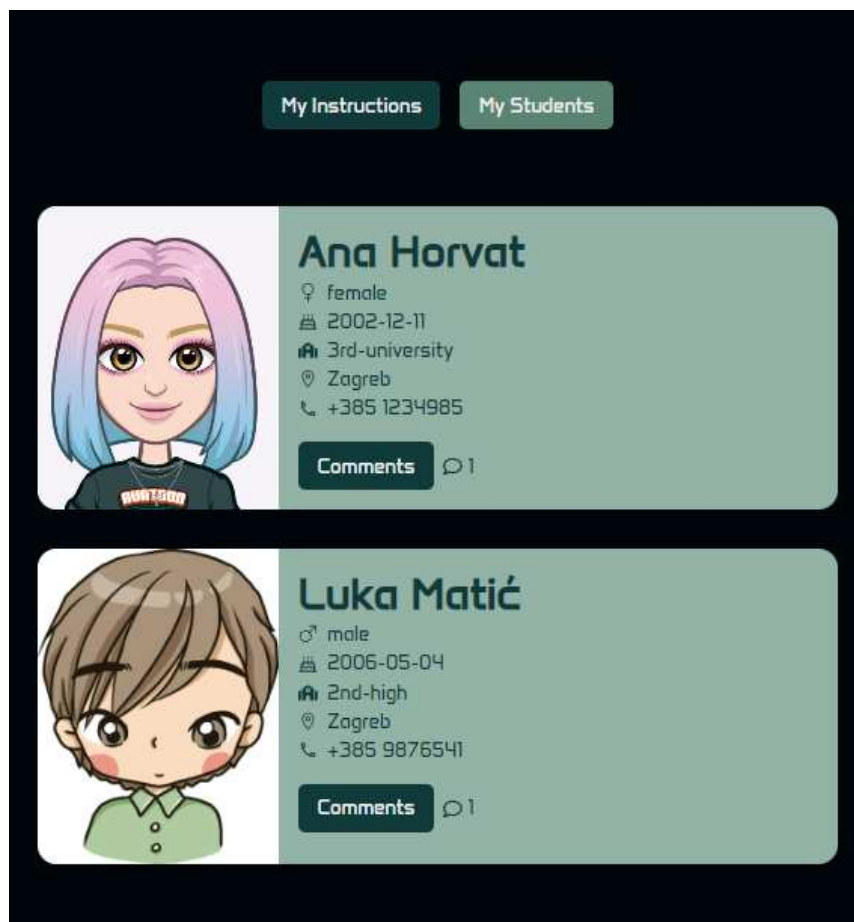 My Instructions My Students
Ana Horvat
female
2002-12-11
3rd-university
Zagreb
+385 1234985
Comments 1
Luka Matić
male
2006-05-04
2nd-high
Zagreb
+385 9876541
Comments 1